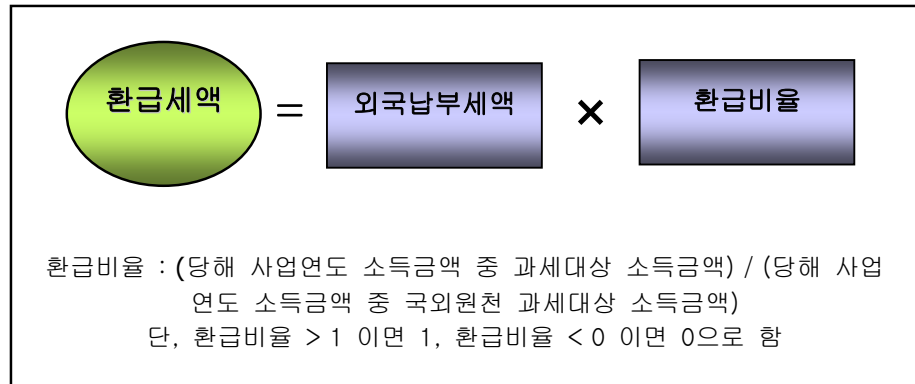 환급세액 = 외국납부세액 × 환급비율
환급비율 : (당해 사업연도 소득금액 중 과세대상 소득금액) / (당해 사업
연도 소득금액 중 국외원천 과세대상 소득금액)
단, 환급비율 > 1 이면 1, 환급비율 < 0 이면 0으로 함